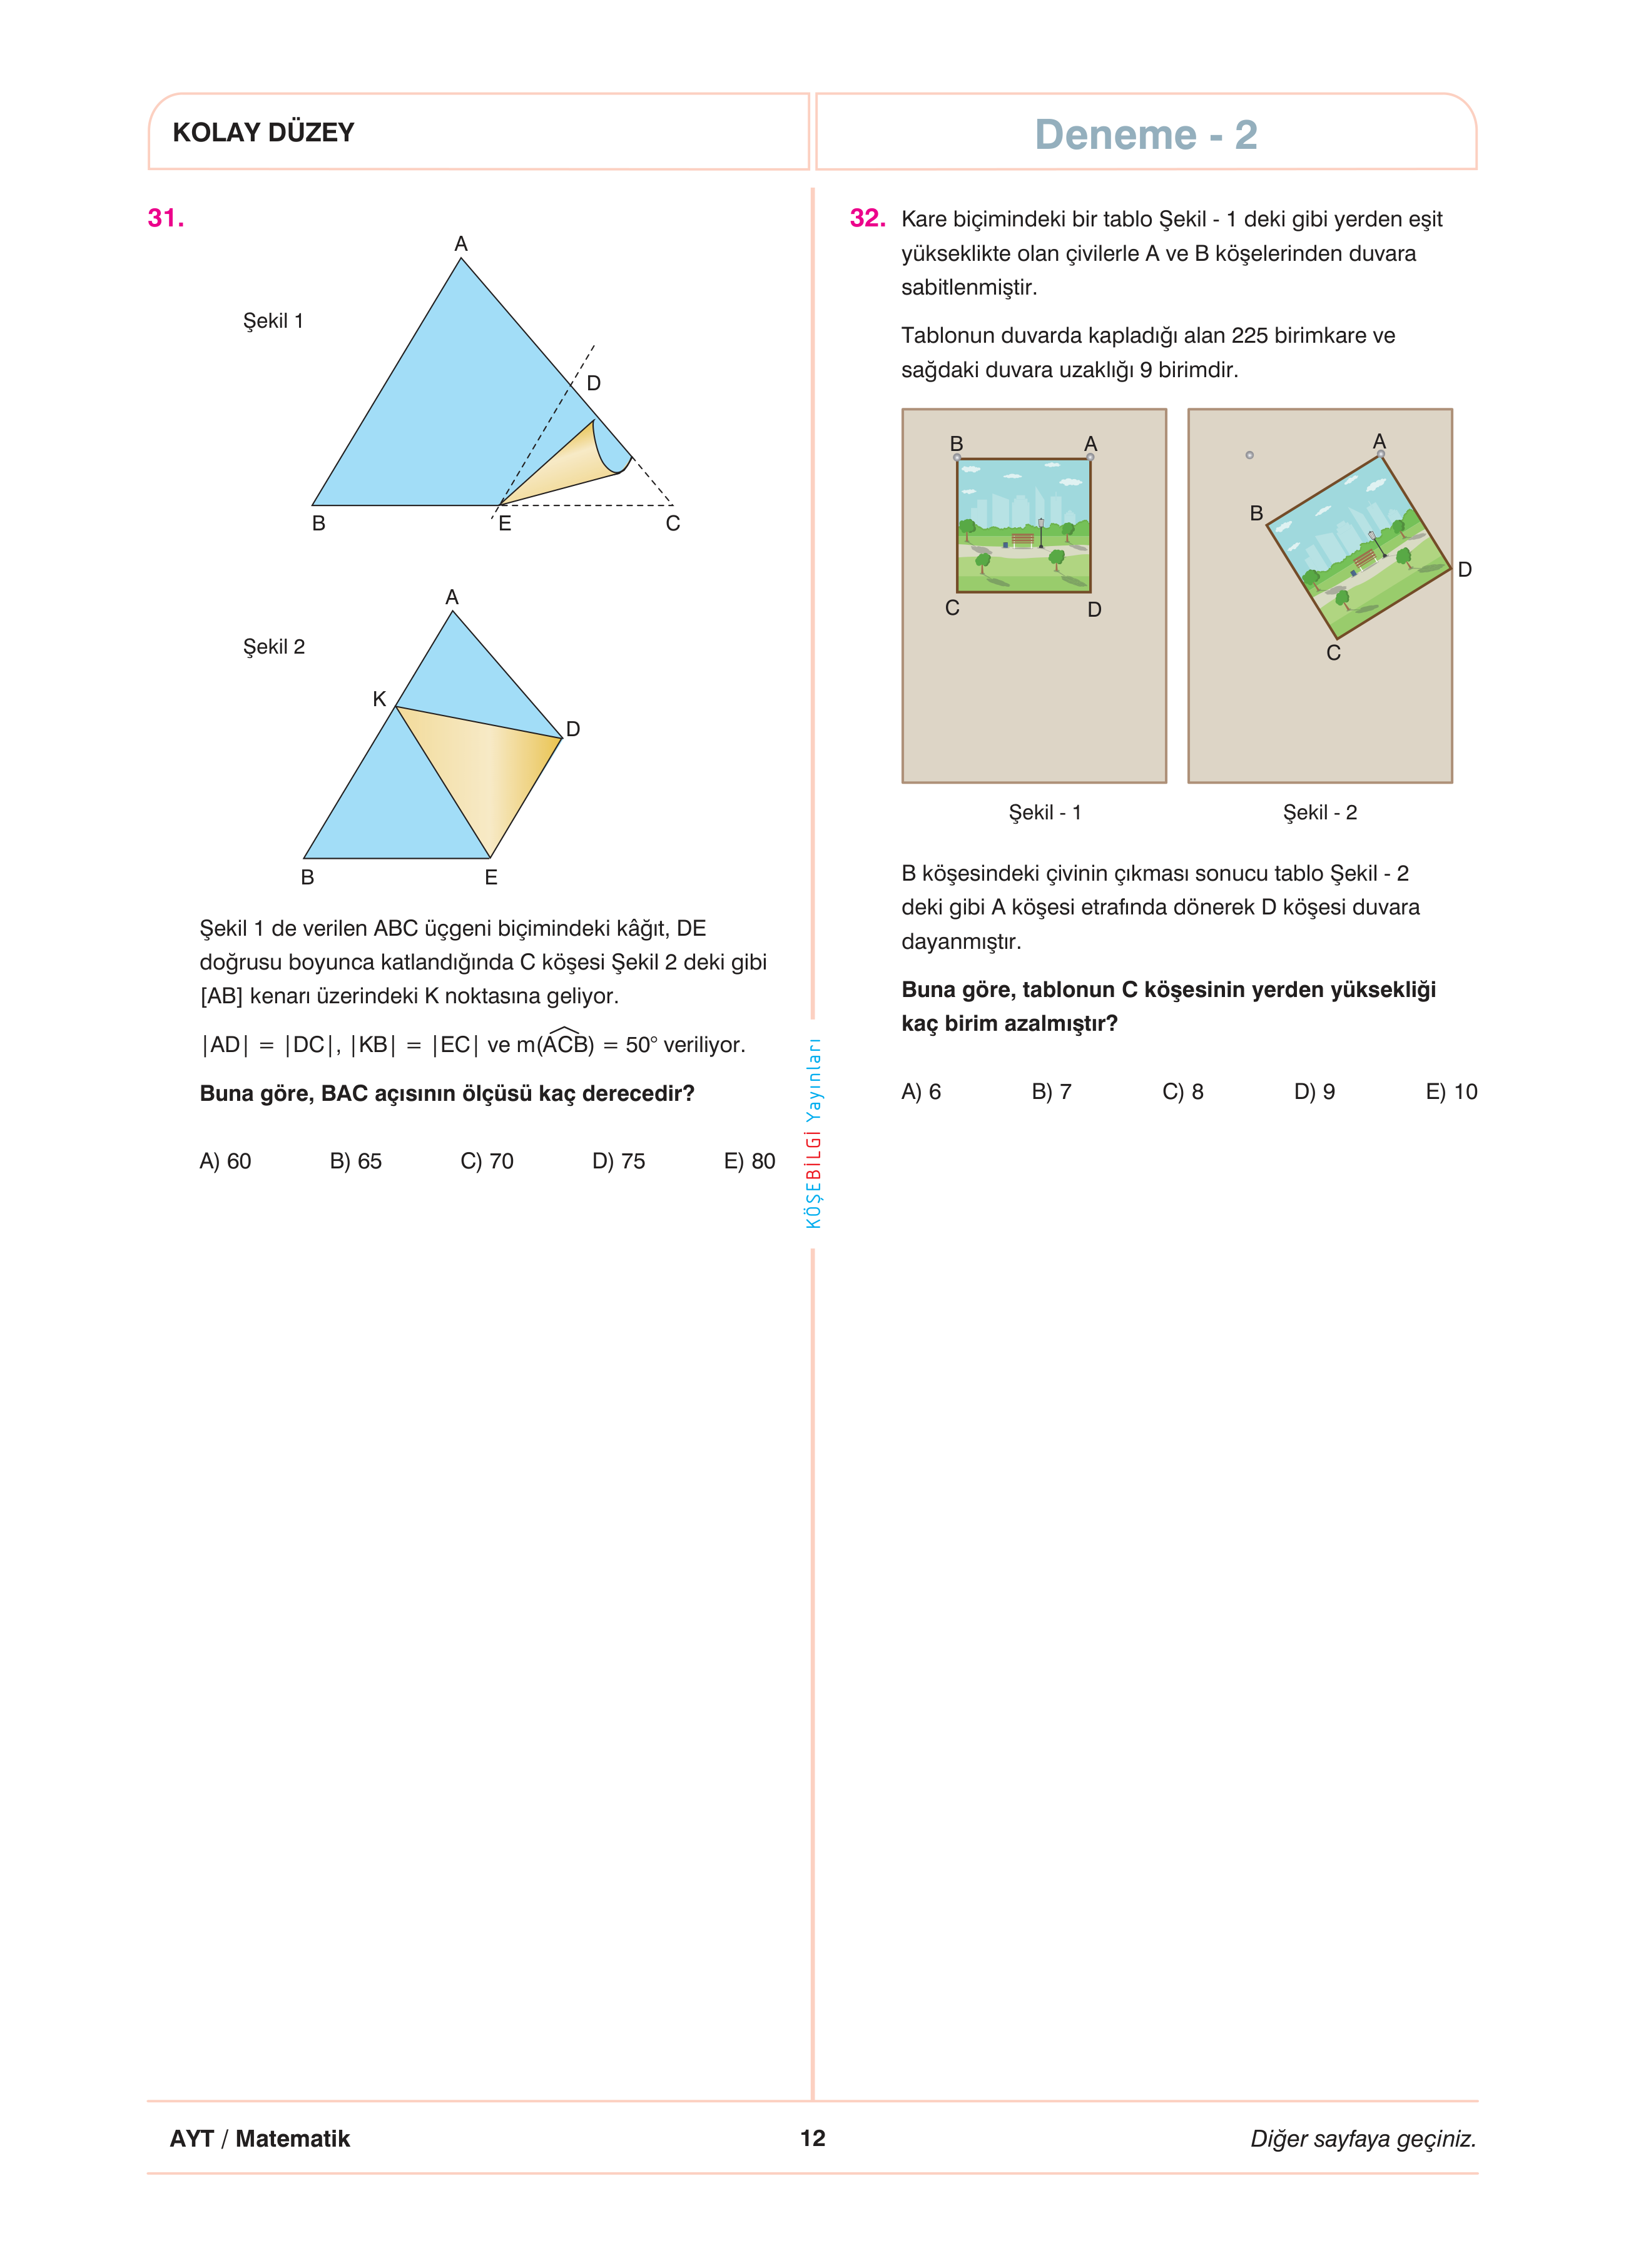 KOLAY DÜZEY
Deneme - 2
31.
A
Şekil 1
D
B
E
C
A
Şekil 2
K
D
B
E
Şekil 1 de verilen ABC üçgeni biçimindeki kâğıt, DE
doğrusu boyunca katlandığında C köşesi Şekil 2 deki gibi
[AB] kenarı üzerindeki K noktasına geliyor.
|AD| = |DC|, |KB| = |EC| ve m(ACB) = 50° veriliyor.
Buna göre, BAC açısının ölçüsü kaç derecedir?
A) 60 B) 65 C) 70 D) 75 E) 80
KÖŞEBİLGİ Yayınları
32. Kare biçimindeki bir tablo Şekil - 1 deki gibi yerden eşit
yükseklikte olan çivilerle A ve B köşelerinden duvara
sabitlenmiştir.
Tablonun duvarda kapladığı alan 225 birimkare ve
sağdaki duvara uzaklığı 9 birimdir.
B
A
C
D
A
B
D
C
Şekil - 1
Şekil - 2
B köşesindeki çivinin çıkması sonucu tablo Şekil - 2
deki gibi A köşesi etrafında dönerek D köşesi duvara
dayanmıştır.
Buna göre, tablonun C köşesinin yerden yüksekliği
kaç birim azalmıştır?
A) 6 B) 7 C) 8 D) 9 E) 10
AYT / Matematik
12
Diğer sayfaya geçiniz.